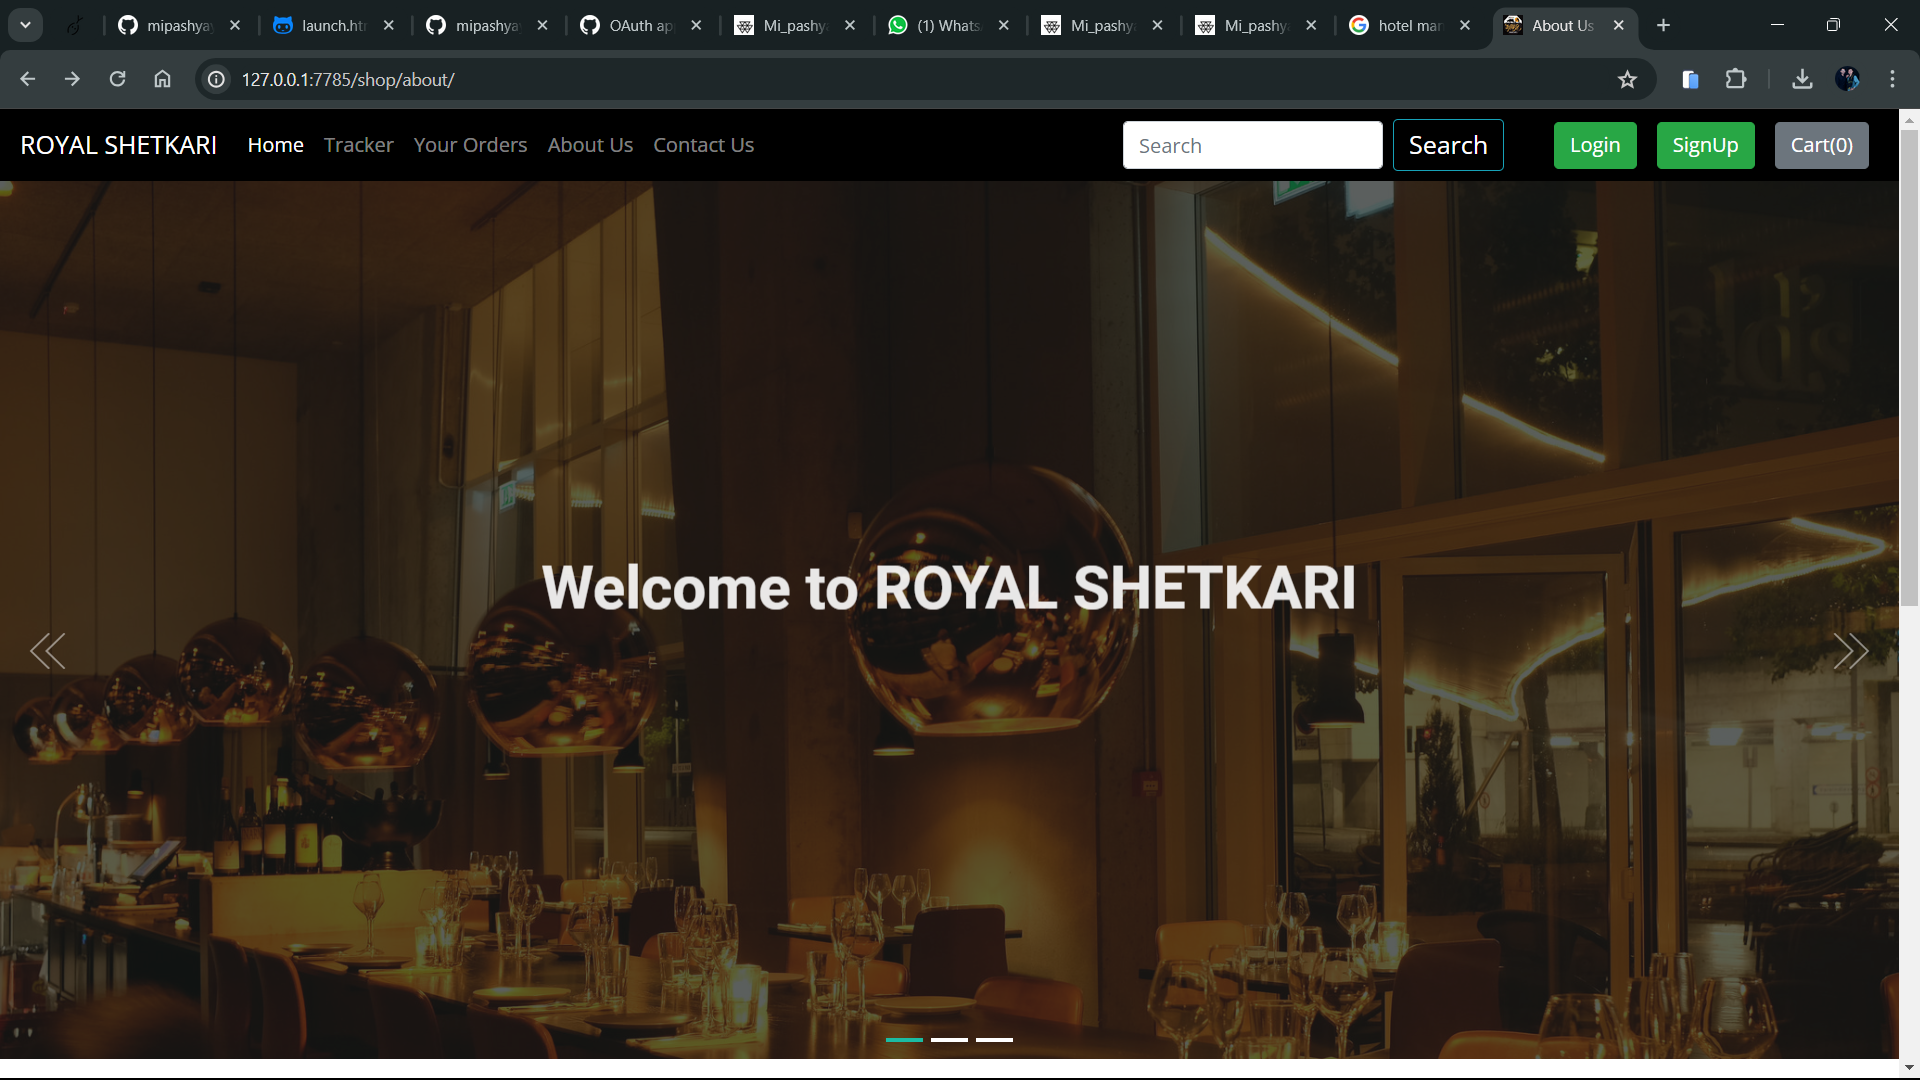 mipashya
launch.ht
mipashya
OAuth ap
Mi_pashy
(1) Whats
Mi_pashy
Mi_pashy
hotel man
About Us
127.0.0.1:7785/shop/about/
ROYAL SHETKARI Home Tracker Your Orders About Us Contact Us Search Search Login SignUp Cart(0)
Welcome to ROYAL SHETKARI